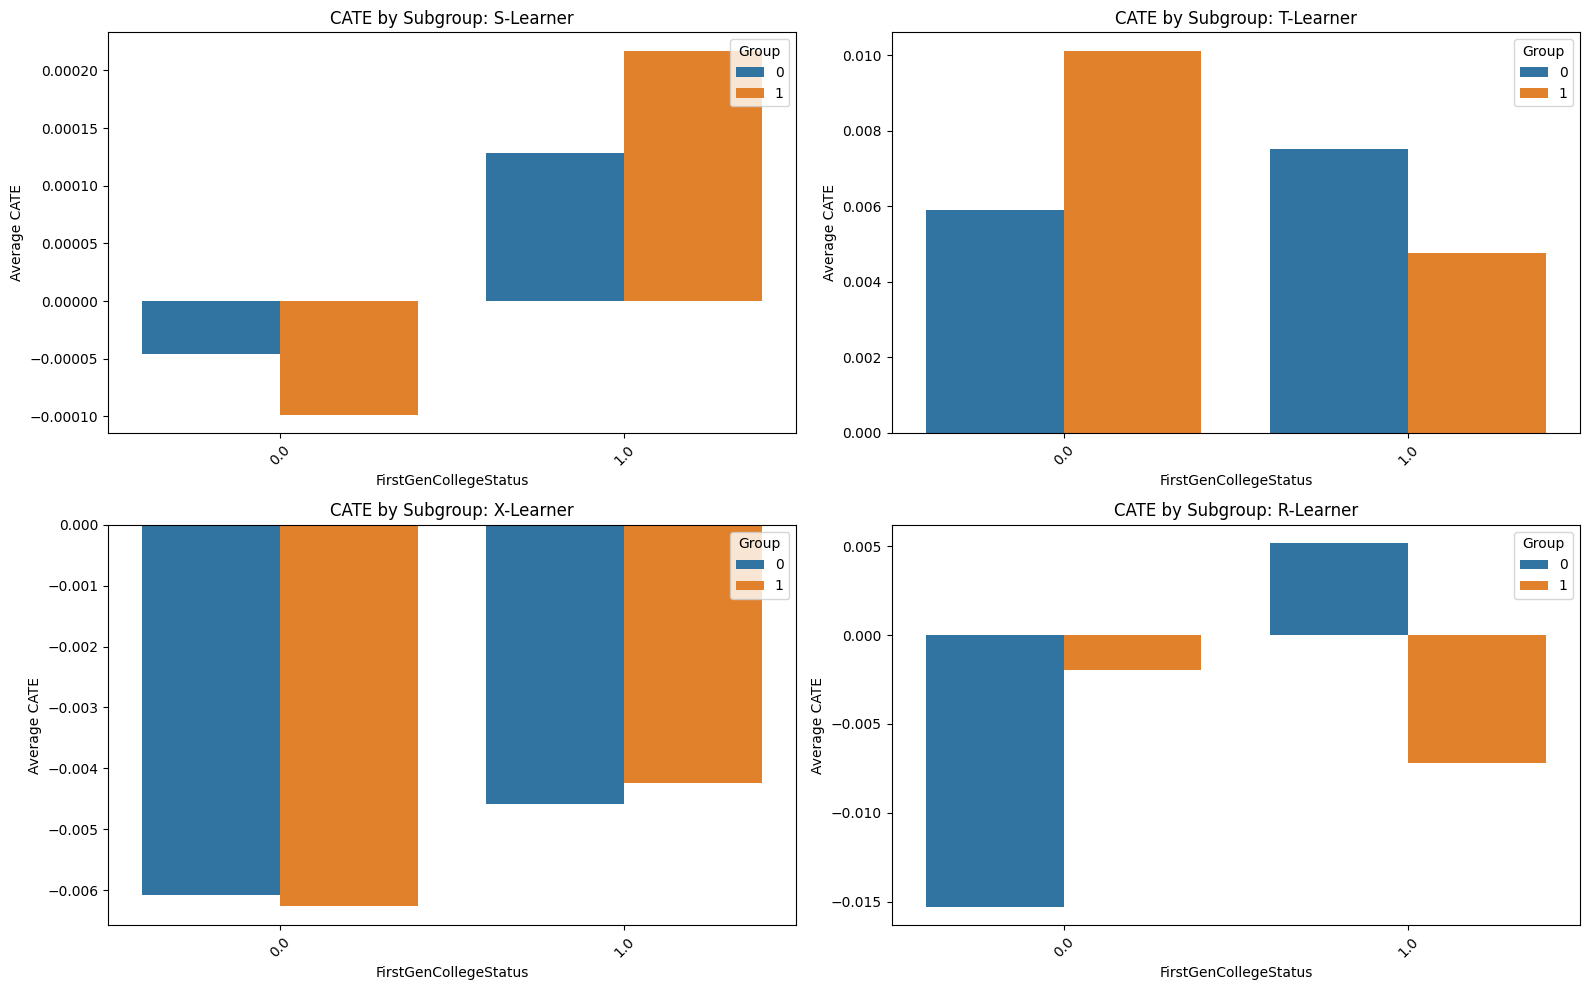 CATE by Subgroup: S-Learner
Group
0
1
0.00020
0.00015
0.00010
0.00005
0.00000
−0.00005
−0.00010
Average CATE
0.0
1.0
FirstGenCollegeStatus
CATE by Subgroup: T-Learner
Group
0
1
0.010
0.008
0.006
0.004
0.002
0.000
Average CATE
0.0
1.0
FirstGenCollegeStatus
CATE by Subgroup: X-Learner
Group
0
1
0.000
−0.001
−0.002
−0.003
−0.004
−0.005
−0.006
Average CATE
0.0
1.0
FirstGenCollegeStatus
CATE by Subgroup: R-Learner
Group
0
1
0.005
0.000
−0.005
−0.010
−0.015
Average CATE
0.0
1.0
FirstGenCollegeStatus